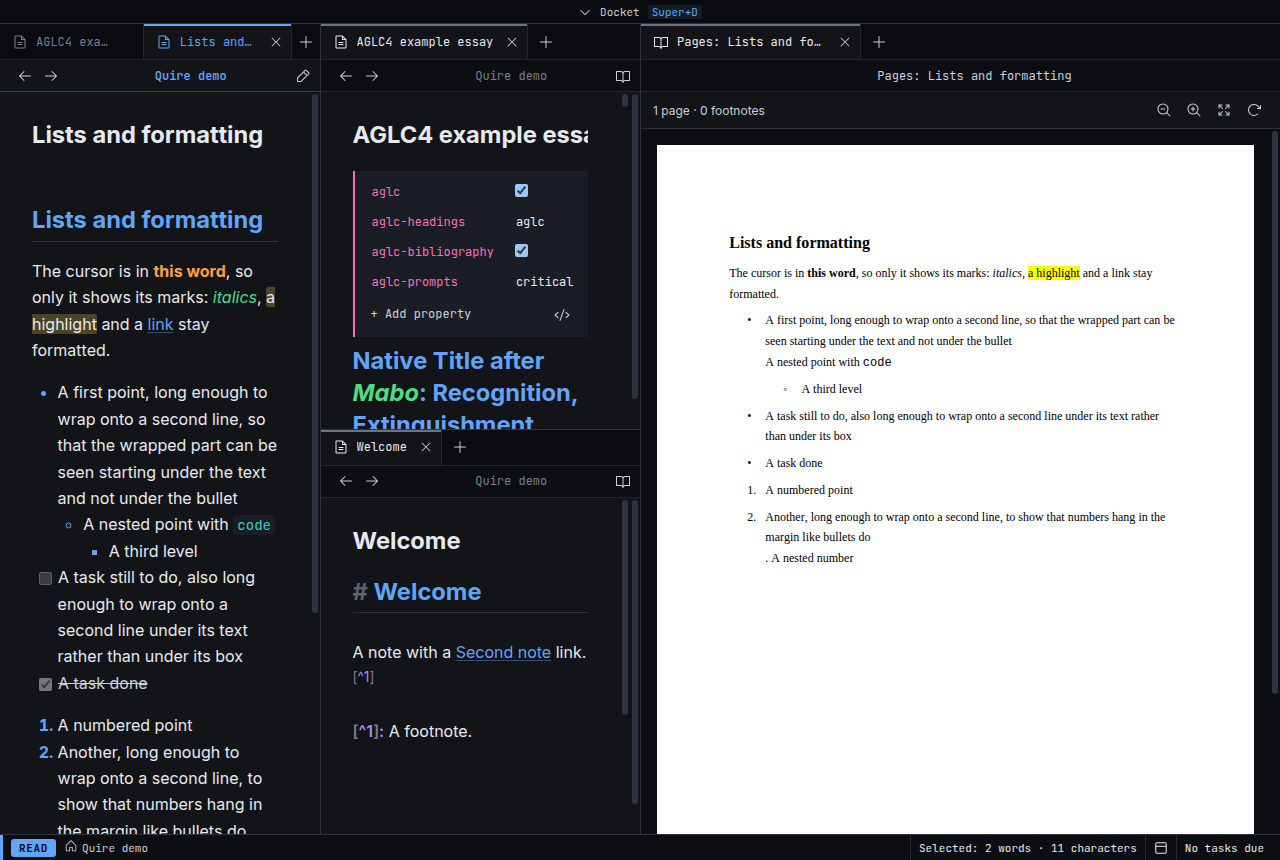 Docket Super+D
AGLC4 exa…
Lists and…
AGLC4 example essay
Pages: Lists and fo…
Quire demo
Quire demo
Pages: Lists and formatting
Lists and formatting
Lists and formatting
The cursor is in this word, so
only it shows its marks: italics, a
highlight and a link stay
formatted.
• A first point, long enough to
wrap onto a second line, so
that the wrapped part can be
seen starting under the text
and not under the bullet
◦ A nested point with code
▪ A third level
A task still to do, also long
enough to wrap onto a
second line under its text
rather than under its box
A task done
1. A numbered point
2. Another, long enough to
wrap onto a second line, to
show that numbers hang in
the margin like bullets do
AGLC4 example essa
aglc
aglc-headings aglc
aglc-bibliography
aglc-prompts critical
+ Add property </>
Native Title after
Mabo: Recognition,
Extinguishment
Welcome
Quire demo
Welcome
# Welcome
A note with a Second note link.
[^1]
[^1]: A footnote.
1 page · 0 footnotes
Lists and formatting
The cursor is in this word, so only it shows its marks: italics, a highlight and a link stay
formatted.
• A first point, long enough to wrap onto a second line, so that the wrapped part can be
seen starting under the text and not under the bullet
A nested point with code
◦ A third level
• A task still to do, also long enough to wrap onto a second line under its text rather
than under its box
• A task done
1. A numbered point
2. Another, long enough to wrap onto a second line, to show that numbers hang in the
margin like bullets do
. A nested number
READ Quire demo
Selected: 2 words · 11 characters
No tasks due